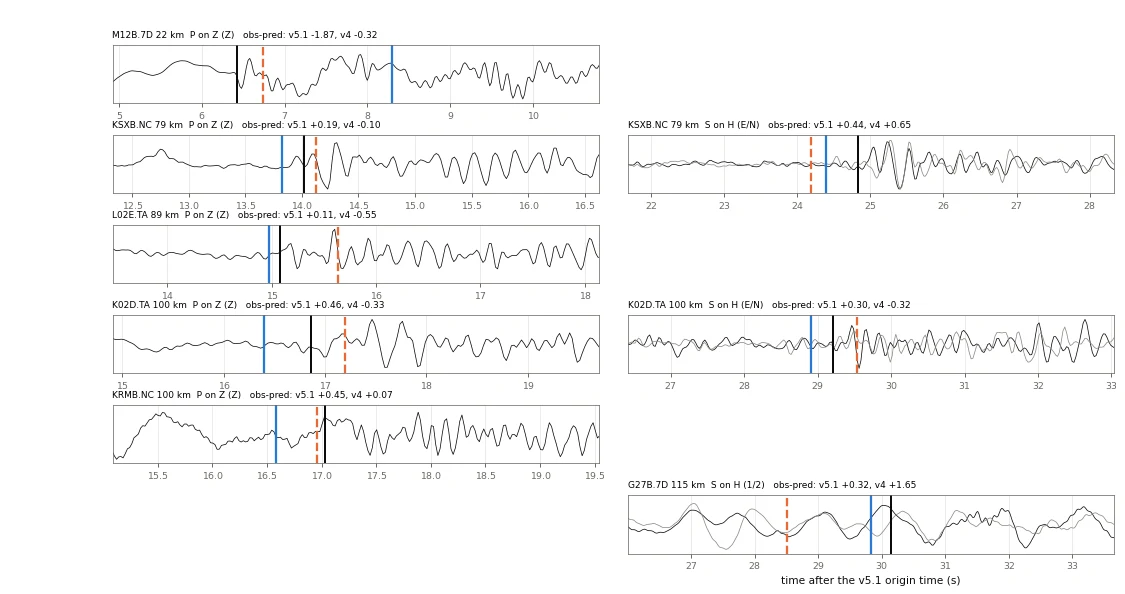 M12B.7D 22 km  P on Z (Z)   obs-pred: v5.1 -1.87, v4 -0.32
5 6 7 8 9 10
KSXB.NC 79 km  P on Z (Z)   obs-pred: v5.1 +0.19, v4 -0.10
12.5 13.0 13.5 14.0 14.5 15.0 15.5 16.0 16.5
KSXB.NC 79 km  S on H (E/N)   obs-pred: v5.1 +0.44, v4 +0.65
22 23 24 25 26 27 28
L02E.TA 89 km  P on Z (Z)   obs-pred: v5.1 +0.11, v4 -0.55
14 15 16 17 18
K02D.TA 100 km  P on Z (Z)   obs-pred: v5.1 +0.46, v4 -0.33
15 16 17 18 19
K02D.TA 100 km  S on H (E/N)   obs-pred: v5.1 +0.30, v4 -0.32
27 28 29 30 31 32 33
KRMB.NC 100 km  P on Z (Z)   obs-pred: v5.1 +0.45, v4 +0.07
15.5 16.0 16.5 17.0 17.5 18.0 18.5 19.0 19.5
G27B.7D 115 km  S on H (1/2)   obs-pred: v5.1 +0.32, v4 +1.65
27 28 29 30 31 32 33
time after the v5.1 origin time (s)